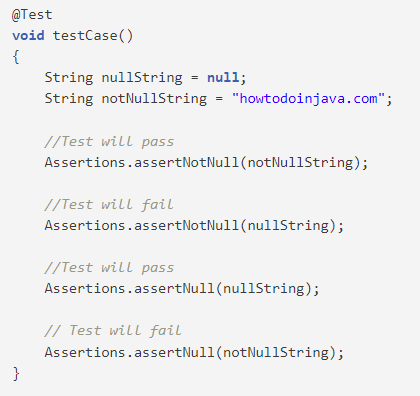 @Test
void testCase()
{
    String nullString = null;
    String notNullString = "howtodoinjava.com";

    //Test will pass
    Assertions.assertNotNull(notNullString);

    //Test will fail
    Assertions.assertNotNull(nullString);

    //Test will pass
    Assertions.assertNull(nullString);

    // Test will fail
    Assertions.assertNull(notNullString);
}